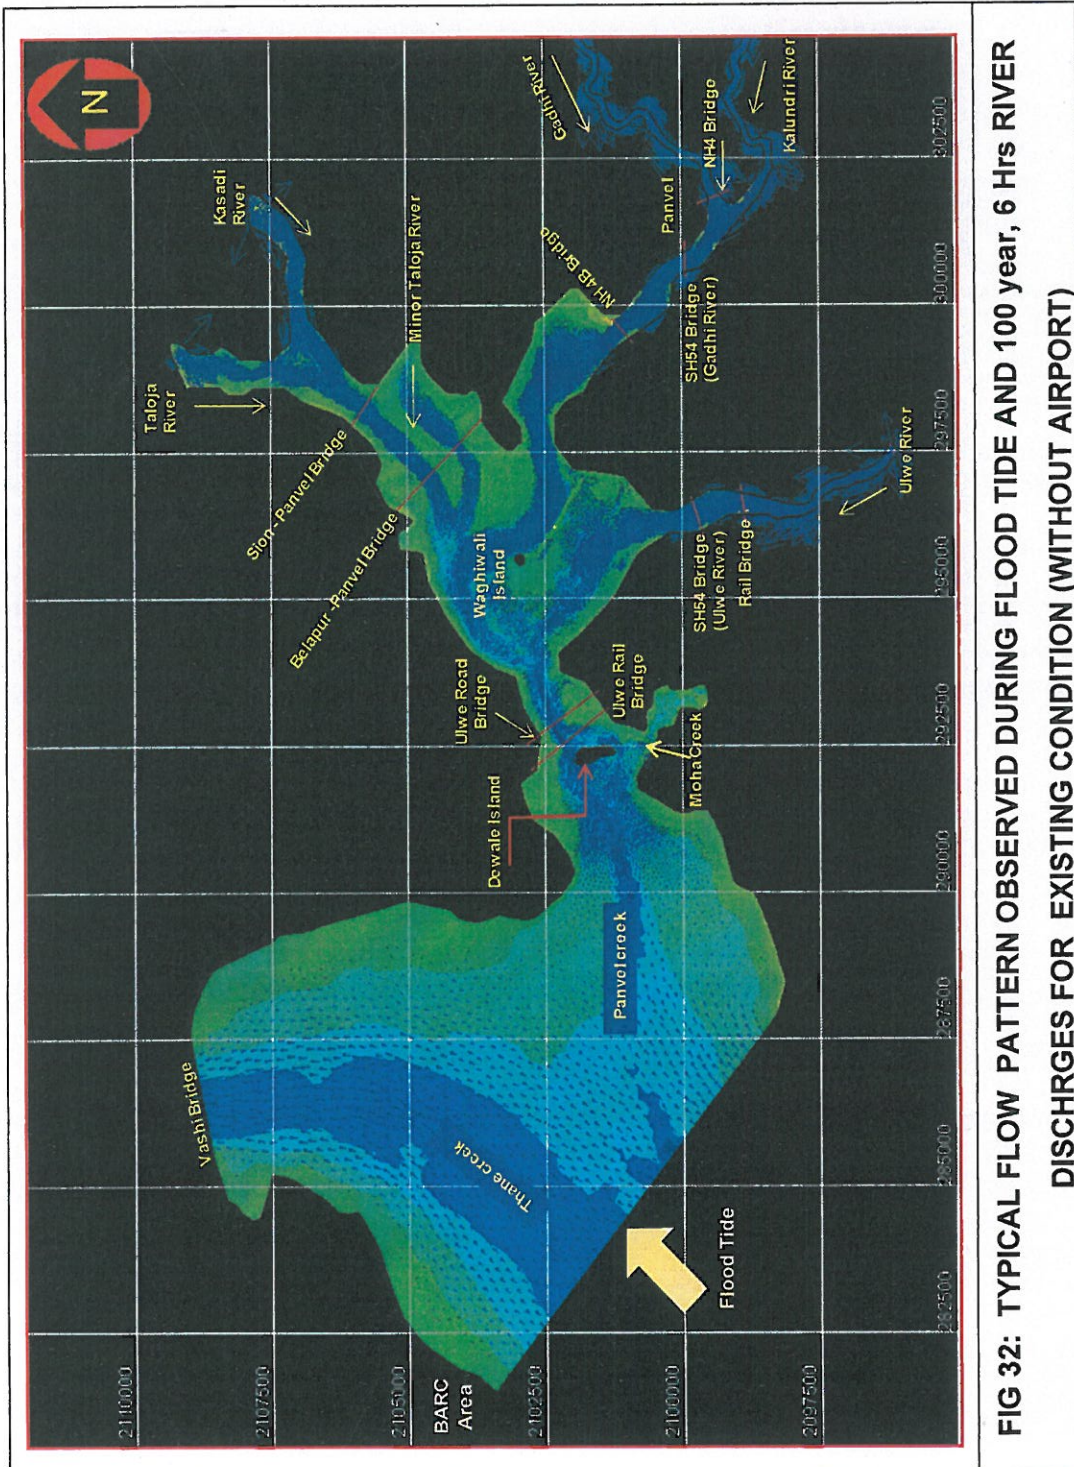 N
Gadhi River
Kalundri River
Kasadi
River
NH4 Bridge
Panvel
Taloja
River
Minor Taloja River
NH 4B Bridge
SH54 Bridge
(Gadhi River)
Sion - Panvel Bridge
Belapur - Panvel Bridge
Waghiwali
Island
Ulwe River
SH54 Bridge
(Ulwe River)
Rail Bridge
Ulwe Road
Bridge
Ulwe Rail
Bridge
Dewale Island
Moha Creek
Vashi Bridge
Panvel creek
Thane creek
Flood Tide
BARC
Area
2110000
2107500
2105000
2102500
2100000
2097500
282500
285000
287500
290000
292500
295000
297500
300000
302500
FIG 32: TYPICAL FLOW PATTERN OBSERVED DURING FLOOD TIDE AND 100 year, 6 Hrs RIVER
DISCHRGES FOR EXISTING CONDITION (WITHOUT AIRPORT)